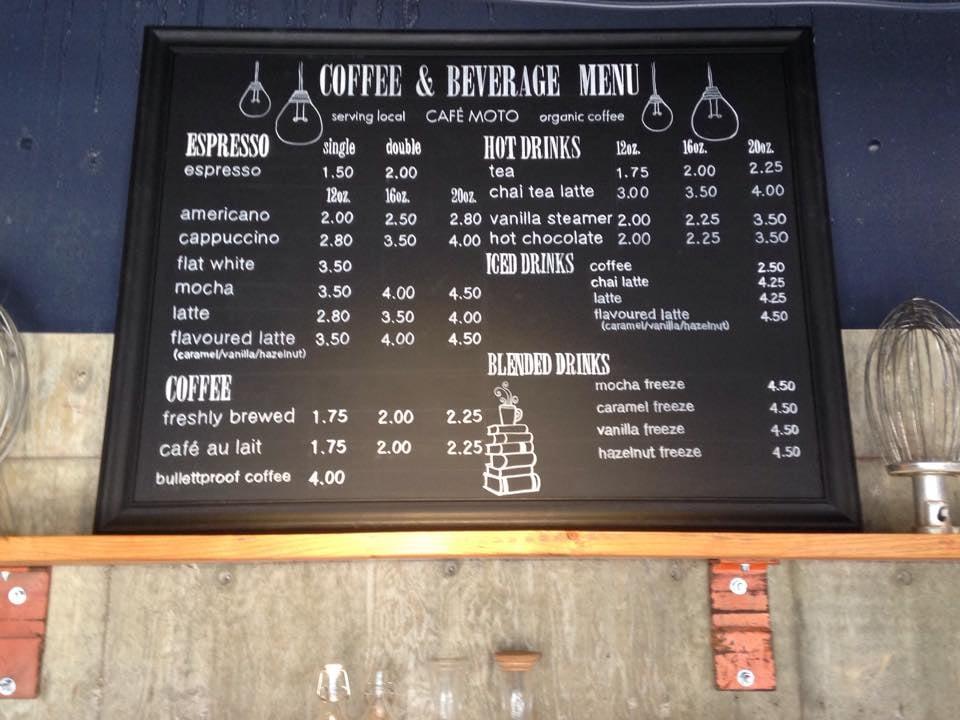 COFFEE & BEVERAGE MENU
serving local CAFÉ MOTO organic coffee
ESPRESSO single double
espresso 1.50 2.00
12oz. 16oz. 20oz.
americano 2.00 2.50 2.80
cappuccino 2.80 3.50 4.00
flat white 3.50
mocha 3.50 4.00 4.50
latte 2.80 3.50 4.00
flavoured latte 3.50 4.00 4.50
(caramel/vanilla/hazelnut)
COFFEE
freshly brewed 1.75 2.00 2.25
café au lait 1.75 2.00 2.25
bullettproof coffee 4.00
HOT DRINKS 12oz. 16oz. 20oz.
tea 1.75 2.00 2.25
chai tea latte 3.00 3.50 4.00
vanilla steamer 2.00 2.25 3.50
hot chocolate 2.00 2.25 3.50
ICED DRINKS coffee 2.50
chai latte 4.25
latte 4.25
flavoured latte 4.50
(caramel/vanilla/hazelnut)
BLENDED DRINKS
mocha freeze 4.50
caramel freeze 4.50
vanilla freeze 4.50
hazelnut freeze 4.50